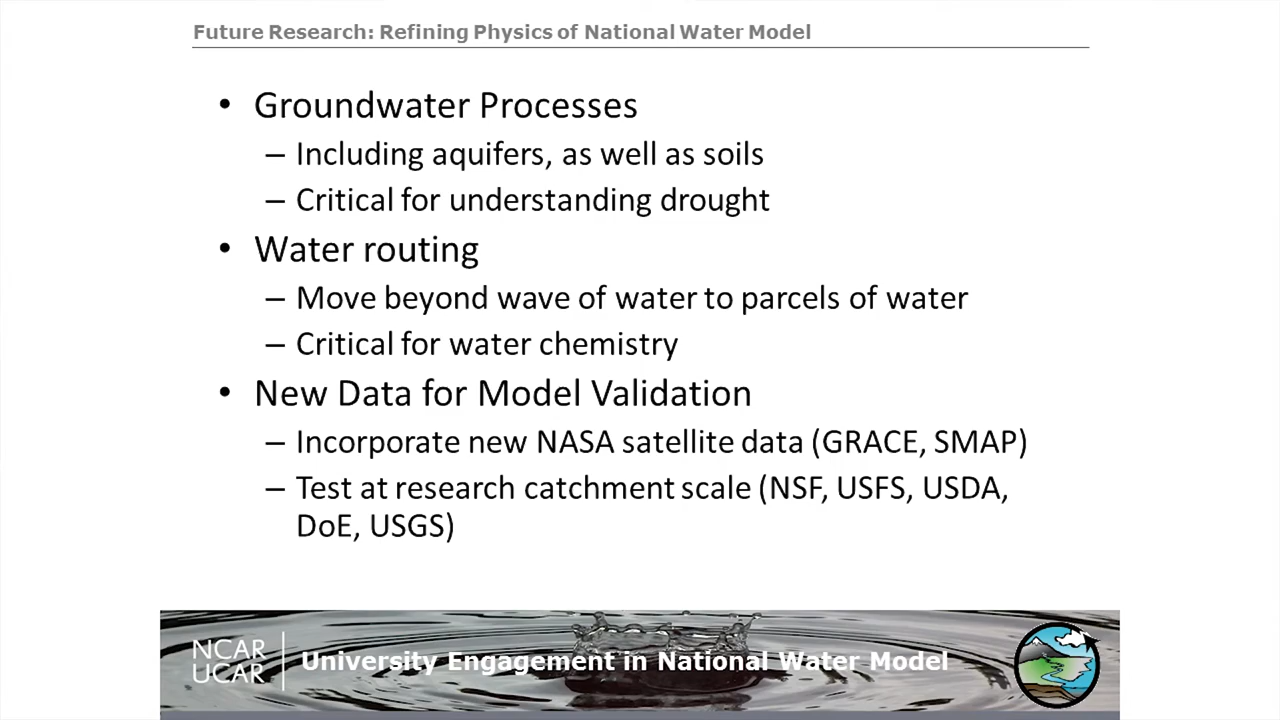 Future Research: Refining Physics of National Water Model
• Groundwater Processes
– Including aquifers, as well as soils
– Critical for understanding drought
• Water routing
– Move beyond wave of water to parcels of water
– Critical for water chemistry
• New Data for Model Validation
– Incorporate new NASA satellite data (GRACE, SMAP)
– Test at research catchment scale (NSF, USFS, USDA,
DoE, USGS)
NCAR
UCAR
University Engagement in National Water Model